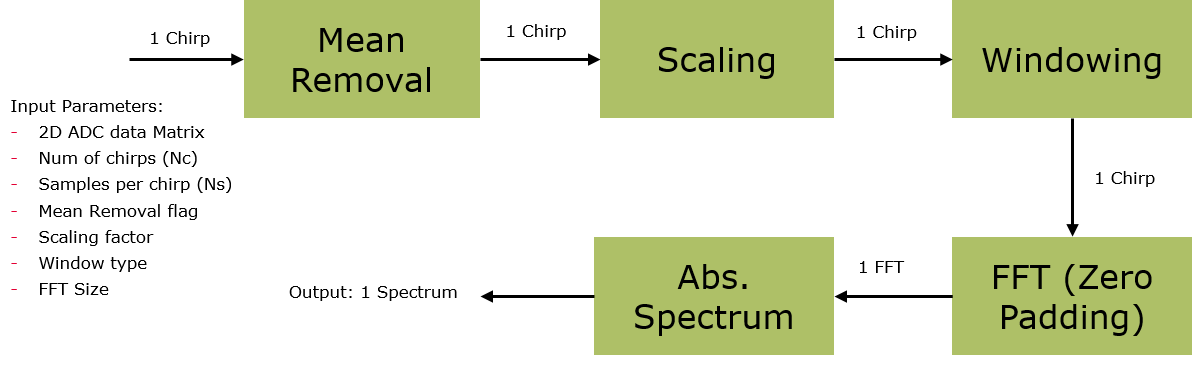 1 Chirp
Mean
Removal
1 Chirp
Scaling
1 Chirp
Windowing
Input Parameters:
- 2D ADC data Matrix
- Num of chirps (Nc)
- Samples per chirp (Ns)
- Mean Removal flag
- Scaling factor
- Window type
- FFT Size
1 Chirp
FFT (Zero
Padding)
1 FFT
Abs.
Spectrum
Output: 1 Spectrum